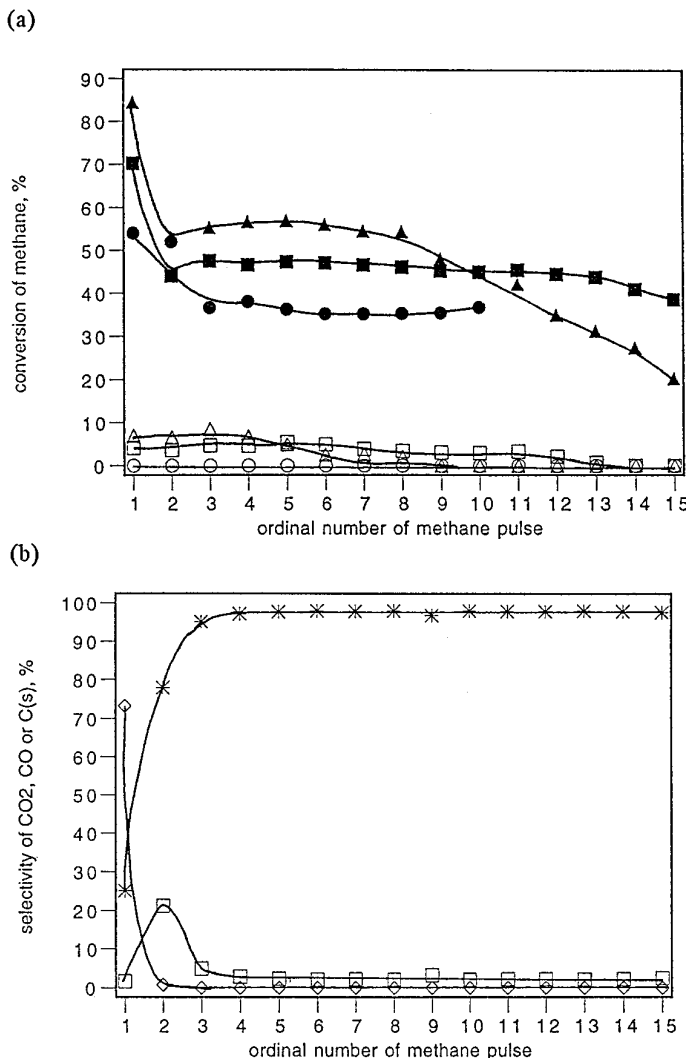 (a)
90
80
70
60
50
40
30
20
10
0
conversion of methane, %
1 2 3 4 5 6 7 8 9 10 11 12 13 14 15
ordinal number of methane pulse
(b)
100
90
80
70
60
50
40
30
20
10
0
selectivity of CO2, CO or C(s), %
1 2 3 4 5 6 7 8 9 10 11 12 13 14 15
ordinal number of methane pulse